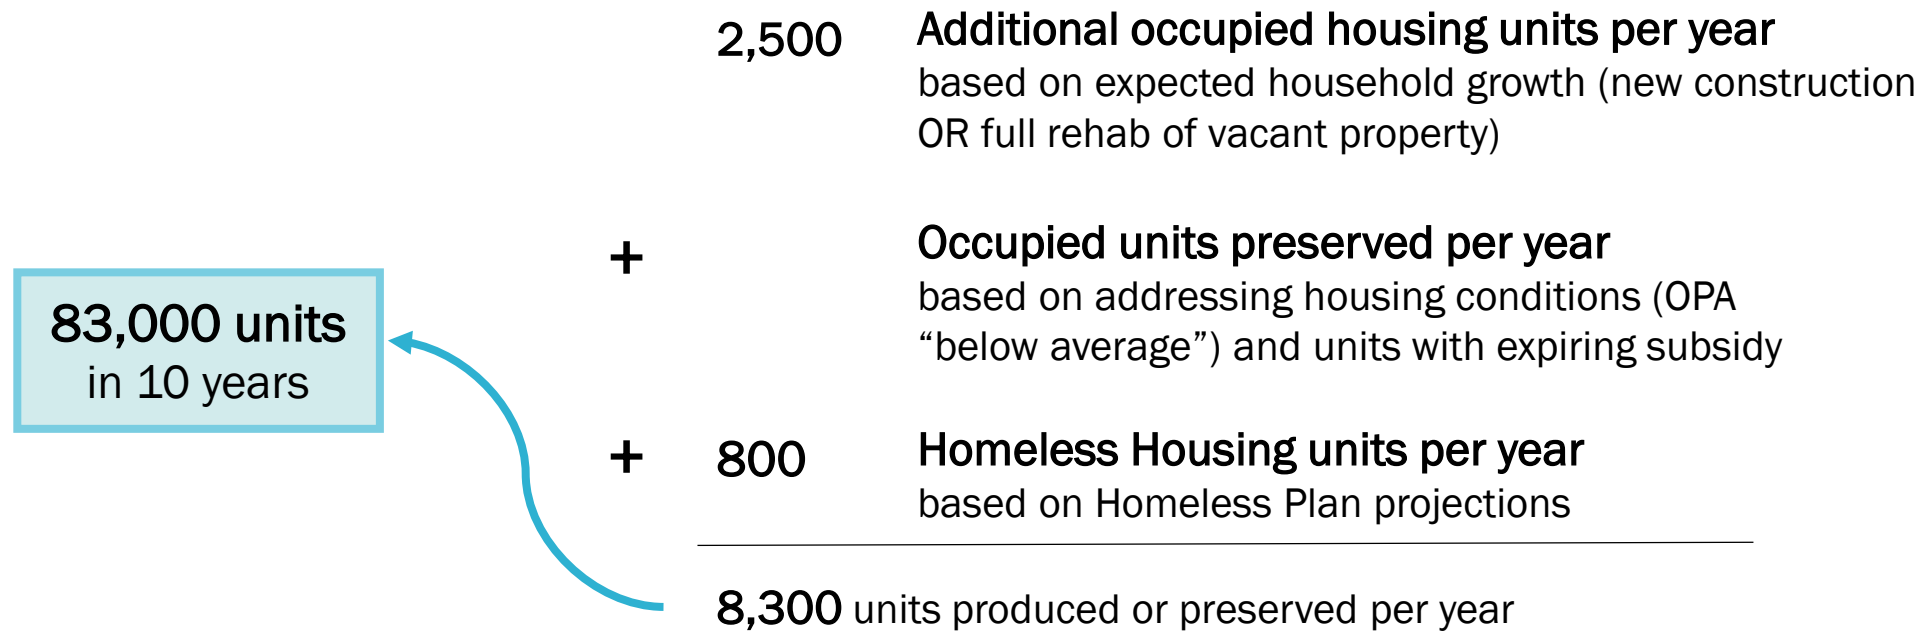 2,500 Additional occupied housing units per year
based on expected household growth (new construction
OR full rehab of vacant property)
+ Occupied units preserved per year
based on addressing housing conditions (OPA
“below average”) and units with expiring subsidy
83,000 units
in 10 years
+ 800 Homeless Housing units per year
based on Homeless Plan projections
8,300 units produced or preserved per year